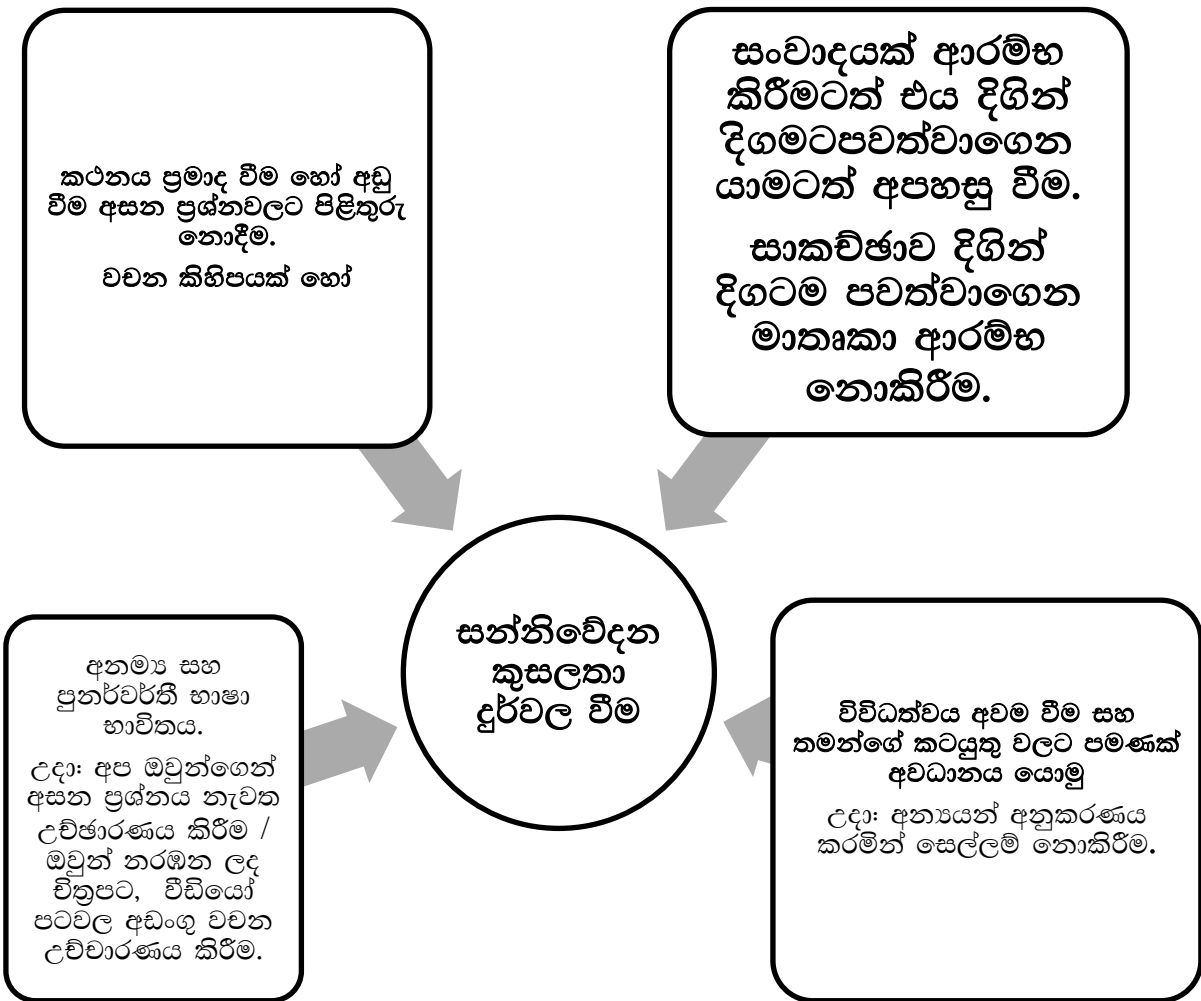 කථනය ප්‍රමාද වීම හෝ අඩු
වීම අසන ප්‍රශ්නවලට පිළිතුරු
නොදීම.
වචන කිහිපයක් හෝ
සංවාදයක් ආරම්භ
කිරීමටත් එය දිගින්
දිගමටපවත්වාගෙන
යාමටත් අපහසු වීම.
සාකච්ඡාව දිගින්
දිගටම පවත්වාගෙන
මාතෘකා ආරම්භ
නොකිරීම.
සන්නිවේදන
කුසලතා
දුර්වල වීම
අනම්‍ය සහ
පුනර්වර්තී භාෂා
භාවිතය.
උදා: අප ඔවුන්ගෙන්
අසන ප්‍රශ්නය නැවත
උච්ඡාරණය කිරීම /
ඔවුන් නරඹන ලද
චිත්‍රපට, වීඩියෝ
පටවල අඩංගු වචන
උච්චාරණය කිරීම.
විවිධත්වය අවම වීම සහ
තමන්ගේ කටයුතු වලට පමණක්
අවධානය යොමු
උදා: අන්‍යයන් අනුකරණය
කරමින් සෙල්ලම් නොකිරීම.